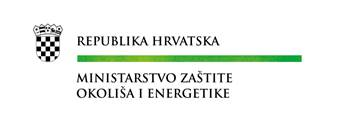 REPUBLIKA HRVATSKA
MINISTARSTVO ZAŠTITE
OKOLIŠA I ENERGETIKE